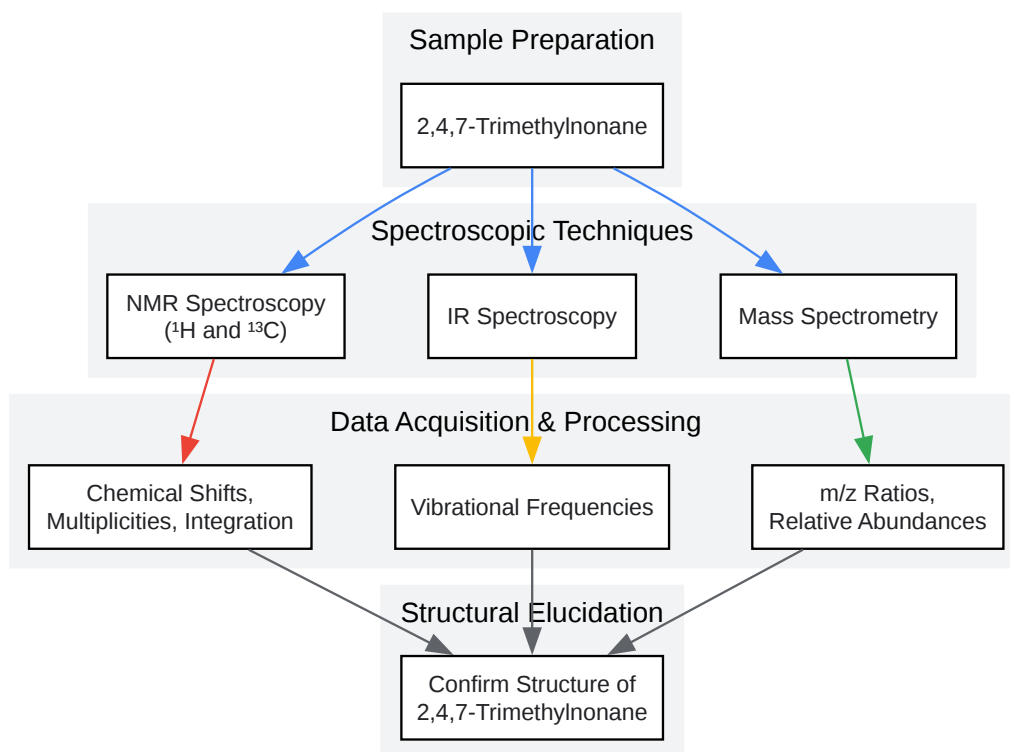 Sample Preparation
2,4,7-Trimethylnonane
Spectroscopic Techniques
NMR Spectroscopy
(¹H and ¹³C)
IR Spectroscopy
Mass Spectrometry
Data Acquisition & Processing
Chemical Shifts,
Multiplicities, Integration
Vibrational Frequencies
m/z Ratios,
Relative Abundances
Structural Elucidation
Confirm Structure of
2,4,7-Trimethylnonane